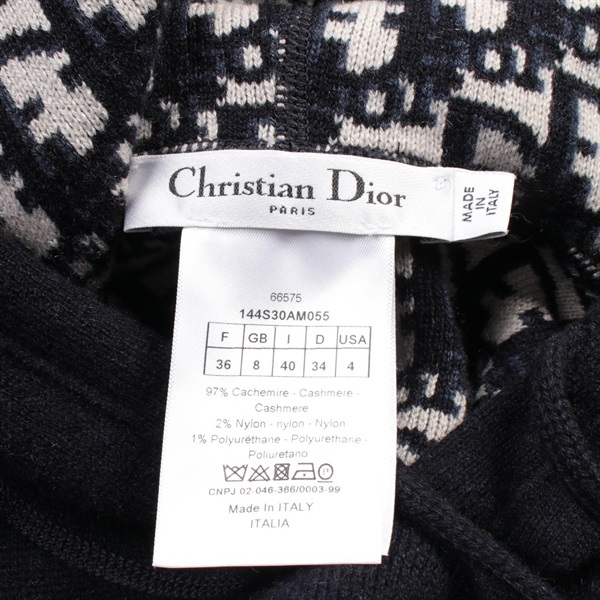 Christian Dior
PARIS
MADE
IN
ITALY
66575
144S30AM055
F GB I D USA
36 8 40 34 4
97% Cachemire - Cashmere -
Cashmere
2% Nylon - nylon - Nylon
1% Polyuréthane - Polyurethane -
Poliuretano
CNPJ 02-046-366/0003-99
Made In ITALY
ITALIA